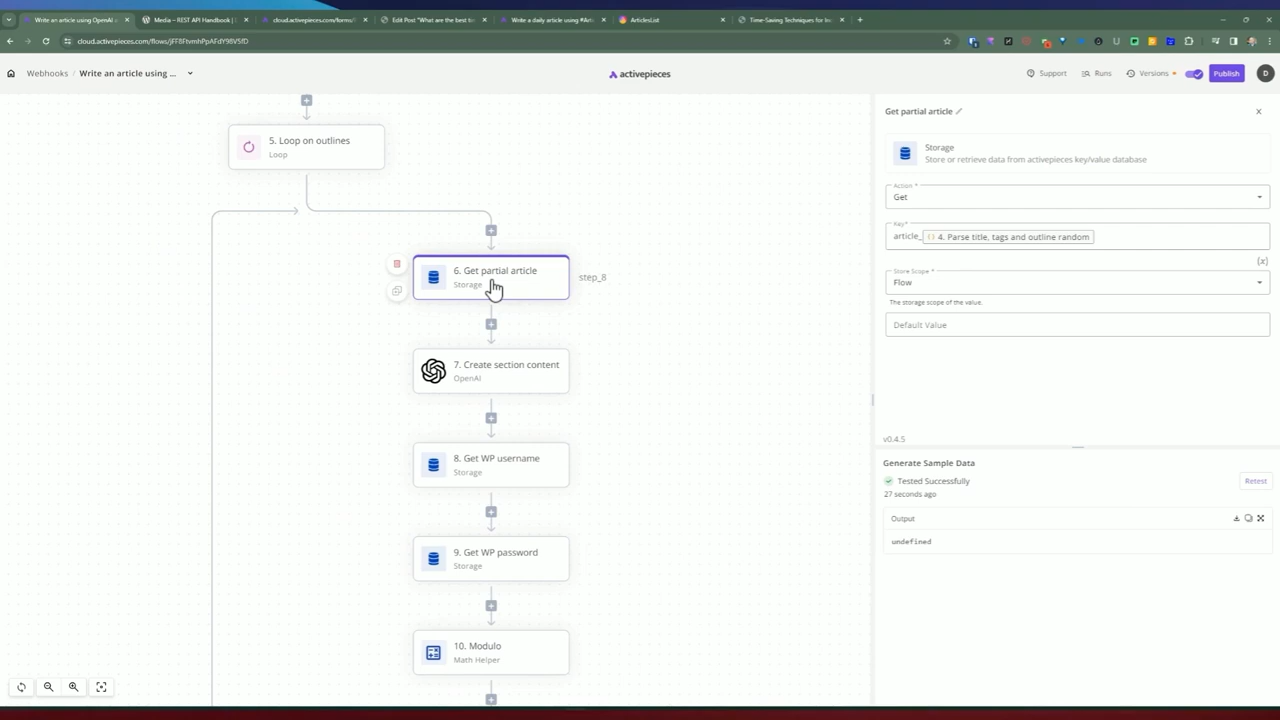 Write an article using OpenAI a
Media – REST API Handbook |
cloud.activepieces.com/forms/
Edit Post "What are the best tim
Write a daily article using #Artic
ArticlesList
Time-Saving Techniques for In
cloud.activepieces.com/flows/
Webhooks / Write an article using ...
activepieces
Support
Runs
Versions
Publish
D
5. Loop on outlines
Loop
6. Get partial article
Storage
step_8
7. Create section content
OpenAI
8. Get WP username
Storage
9. Get WP password
Storage
10. Modulo
Math Helper
Get partial article
Storage
Store or retrieve data from activepieces key/value database
Action *
Get
Key*
article_ 4. Parse title, tags and outline random
(x)
Store Scope *
Flow
The storage scope of the value.
Default Value
v0.4.5
Generate Sample Data
Tested Successfully
Retest
27 seconds ago
Output
undefined